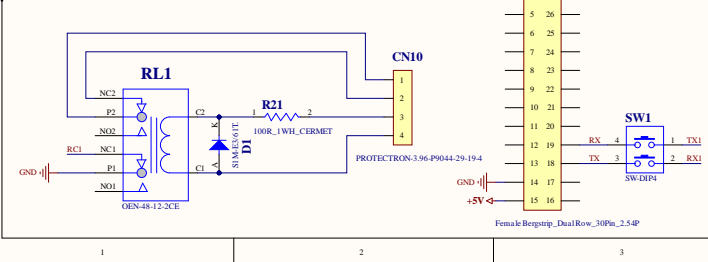 5 26
6 25
7 24
8 23
9 22
10 21
11 20
12 19
13 18
14 17
15 16
GND
+5V
Female Bergstrip_DualRow_30Pin_2.54P
CN10
1
2
3
4
PROTECTRON-3.96-P9044-29-19-4
RL1
NC2
P2
NO2
RC1 NC1
GND P1
NO1
C2
C1
OEN-48-12-2CE
K
A
S1M-E3/61T.
D1
R21
1 2
100R_1WH_CERMET
SW1
RX 4 1 TX1
TX 3 2 RX1
SW-DIP4
1 2 3